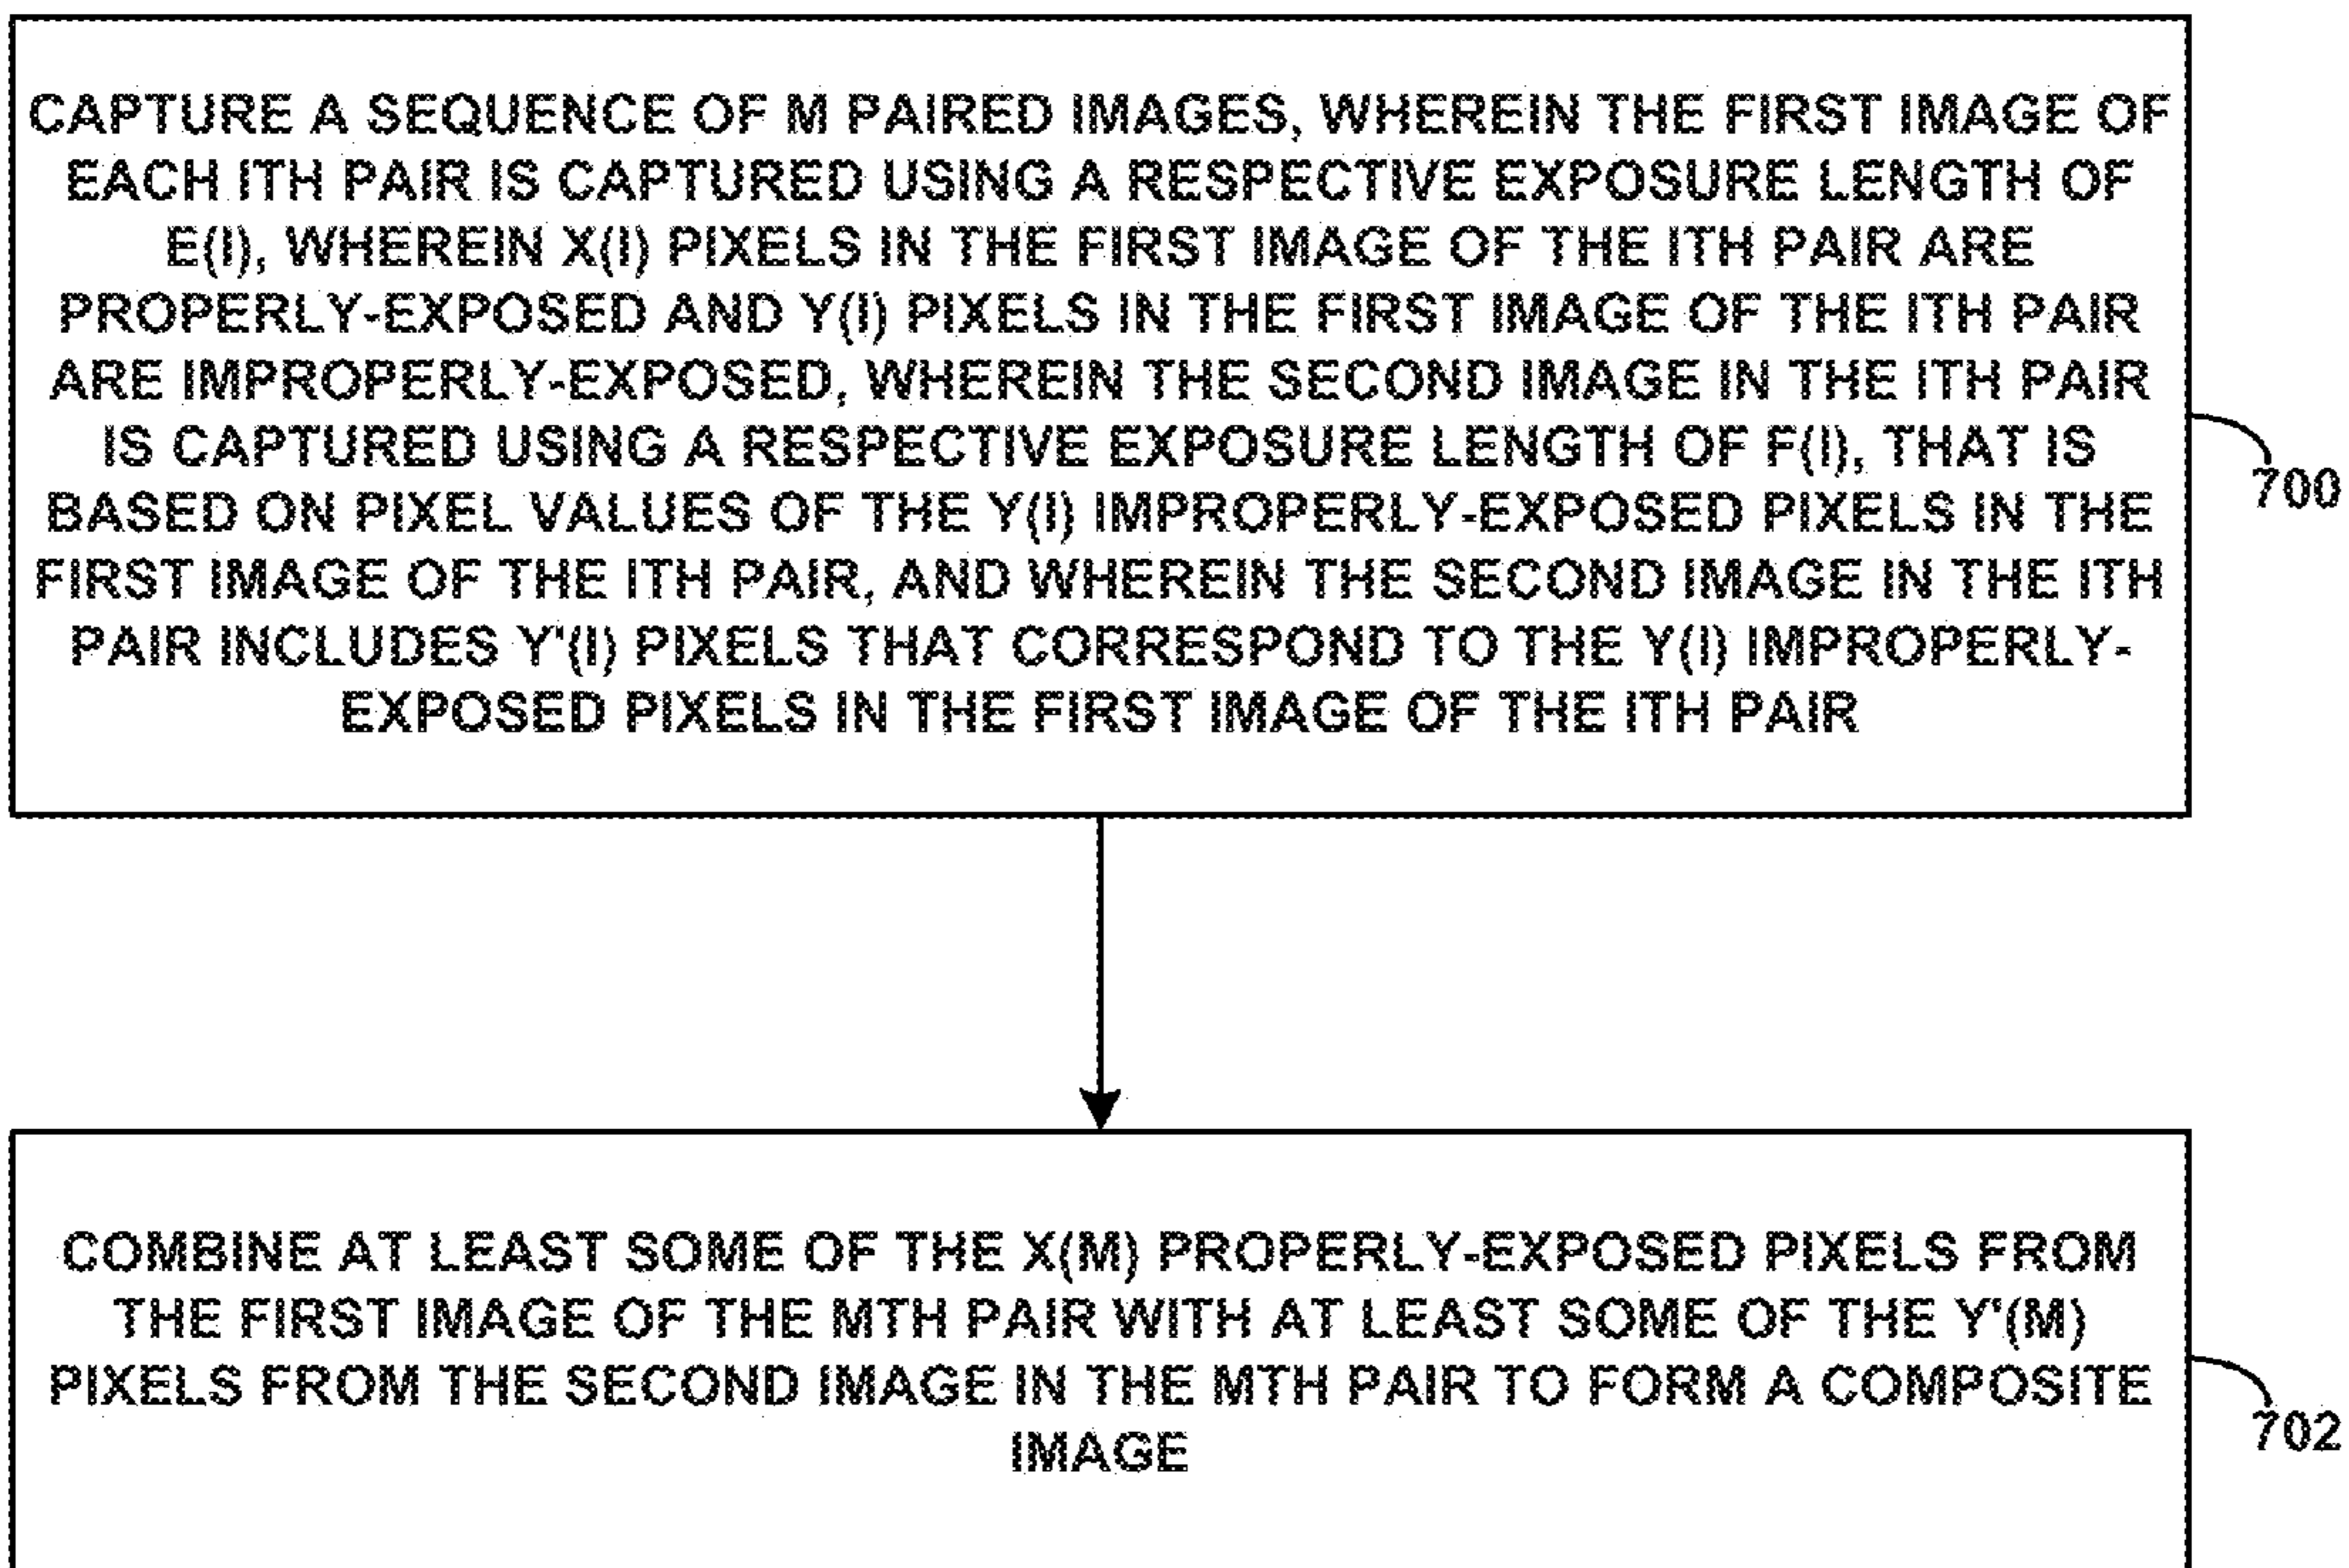 CAPTURE A SEQUENCE OF M PAIRED IMAGES, WHEREIN THE FIRST IMAGE OF
EACH ITH PAIR IS CAPTURED USING A RESPECTIVE EXPOSURE LENGTH OF
E(I), WHEREIN X(I) PIXELS IN THE FIRST IMAGE OF THE ITH PAIR ARE
PROPERLY-EXPOSED AND Y(I) PIXELS IN THE FIRST IMAGE OF THE ITH PAIR
ARE IMPROPERLY-EXPOSED, WHEREIN THE SECOND IMAGE IN THE ITH PAIR
IS CAPTURED USING A RESPECTIVE EXPOSURE LENGTH OF F(I), THAT IS
BASED ON PIXEL VALUES OF THE Y(I) IMPROPERLY-EXPOSED PIXELS IN THE
FIRST IMAGE OF THE ITH PAIR, AND WHEREIN THE SECOND IMAGE IN THE ITH
PAIR INCLUDES Y'(I) PIXELS THAT CORRESPOND TO THE Y(I) IMPROPERLY-
EXPOSED PIXELS IN THE FIRST IMAGE OF THE ITH PAIR
700
COMBINE AT LEAST SOME OF THE X(M) PROPERLY-EXPOSED PIXELS FROM
THE FIRST IMAGE OF THE MTH PAIR WITH AT LEAST SOME OF THE Y'(M)
PIXELS FROM THE SECOND IMAGE IN THE MTH PAIR TO FORM A COMPOSITE
IMAGE
702